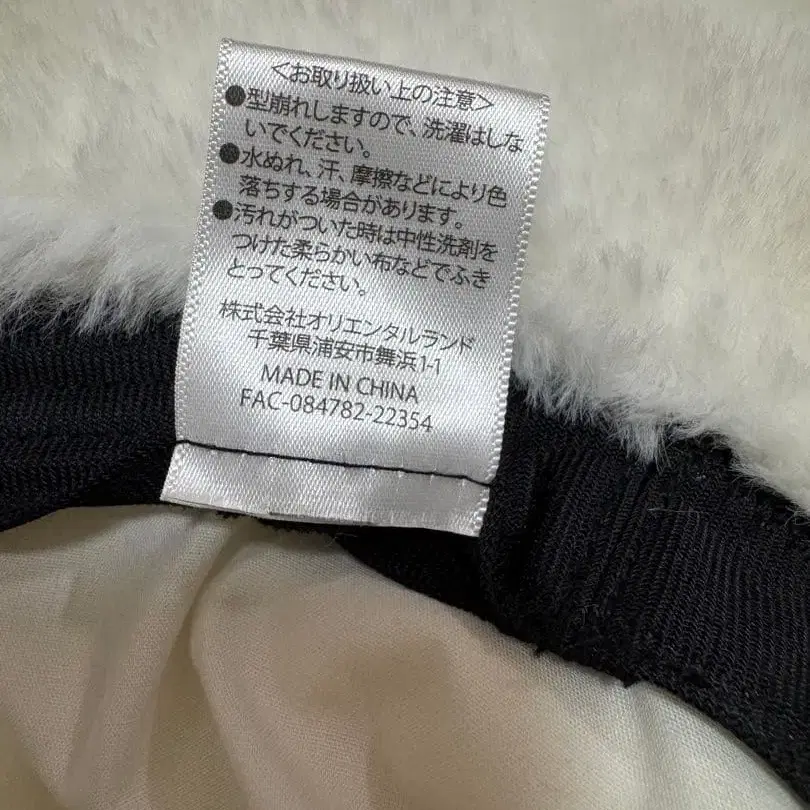 <お取り扱い上の注意>
●型崩れしますので、洗濯はしな
いでください。
●水ぬれ、汗、摩擦などにより色
落ちする場合があります。
●汚れがついた時は中性洗剤を
つけた柔らかい布などでふき
とってください。
株式会社オリエンタルランド
千葉県浦安市舞浜1-1
MADE IN CHINA
FAC-084782-22354